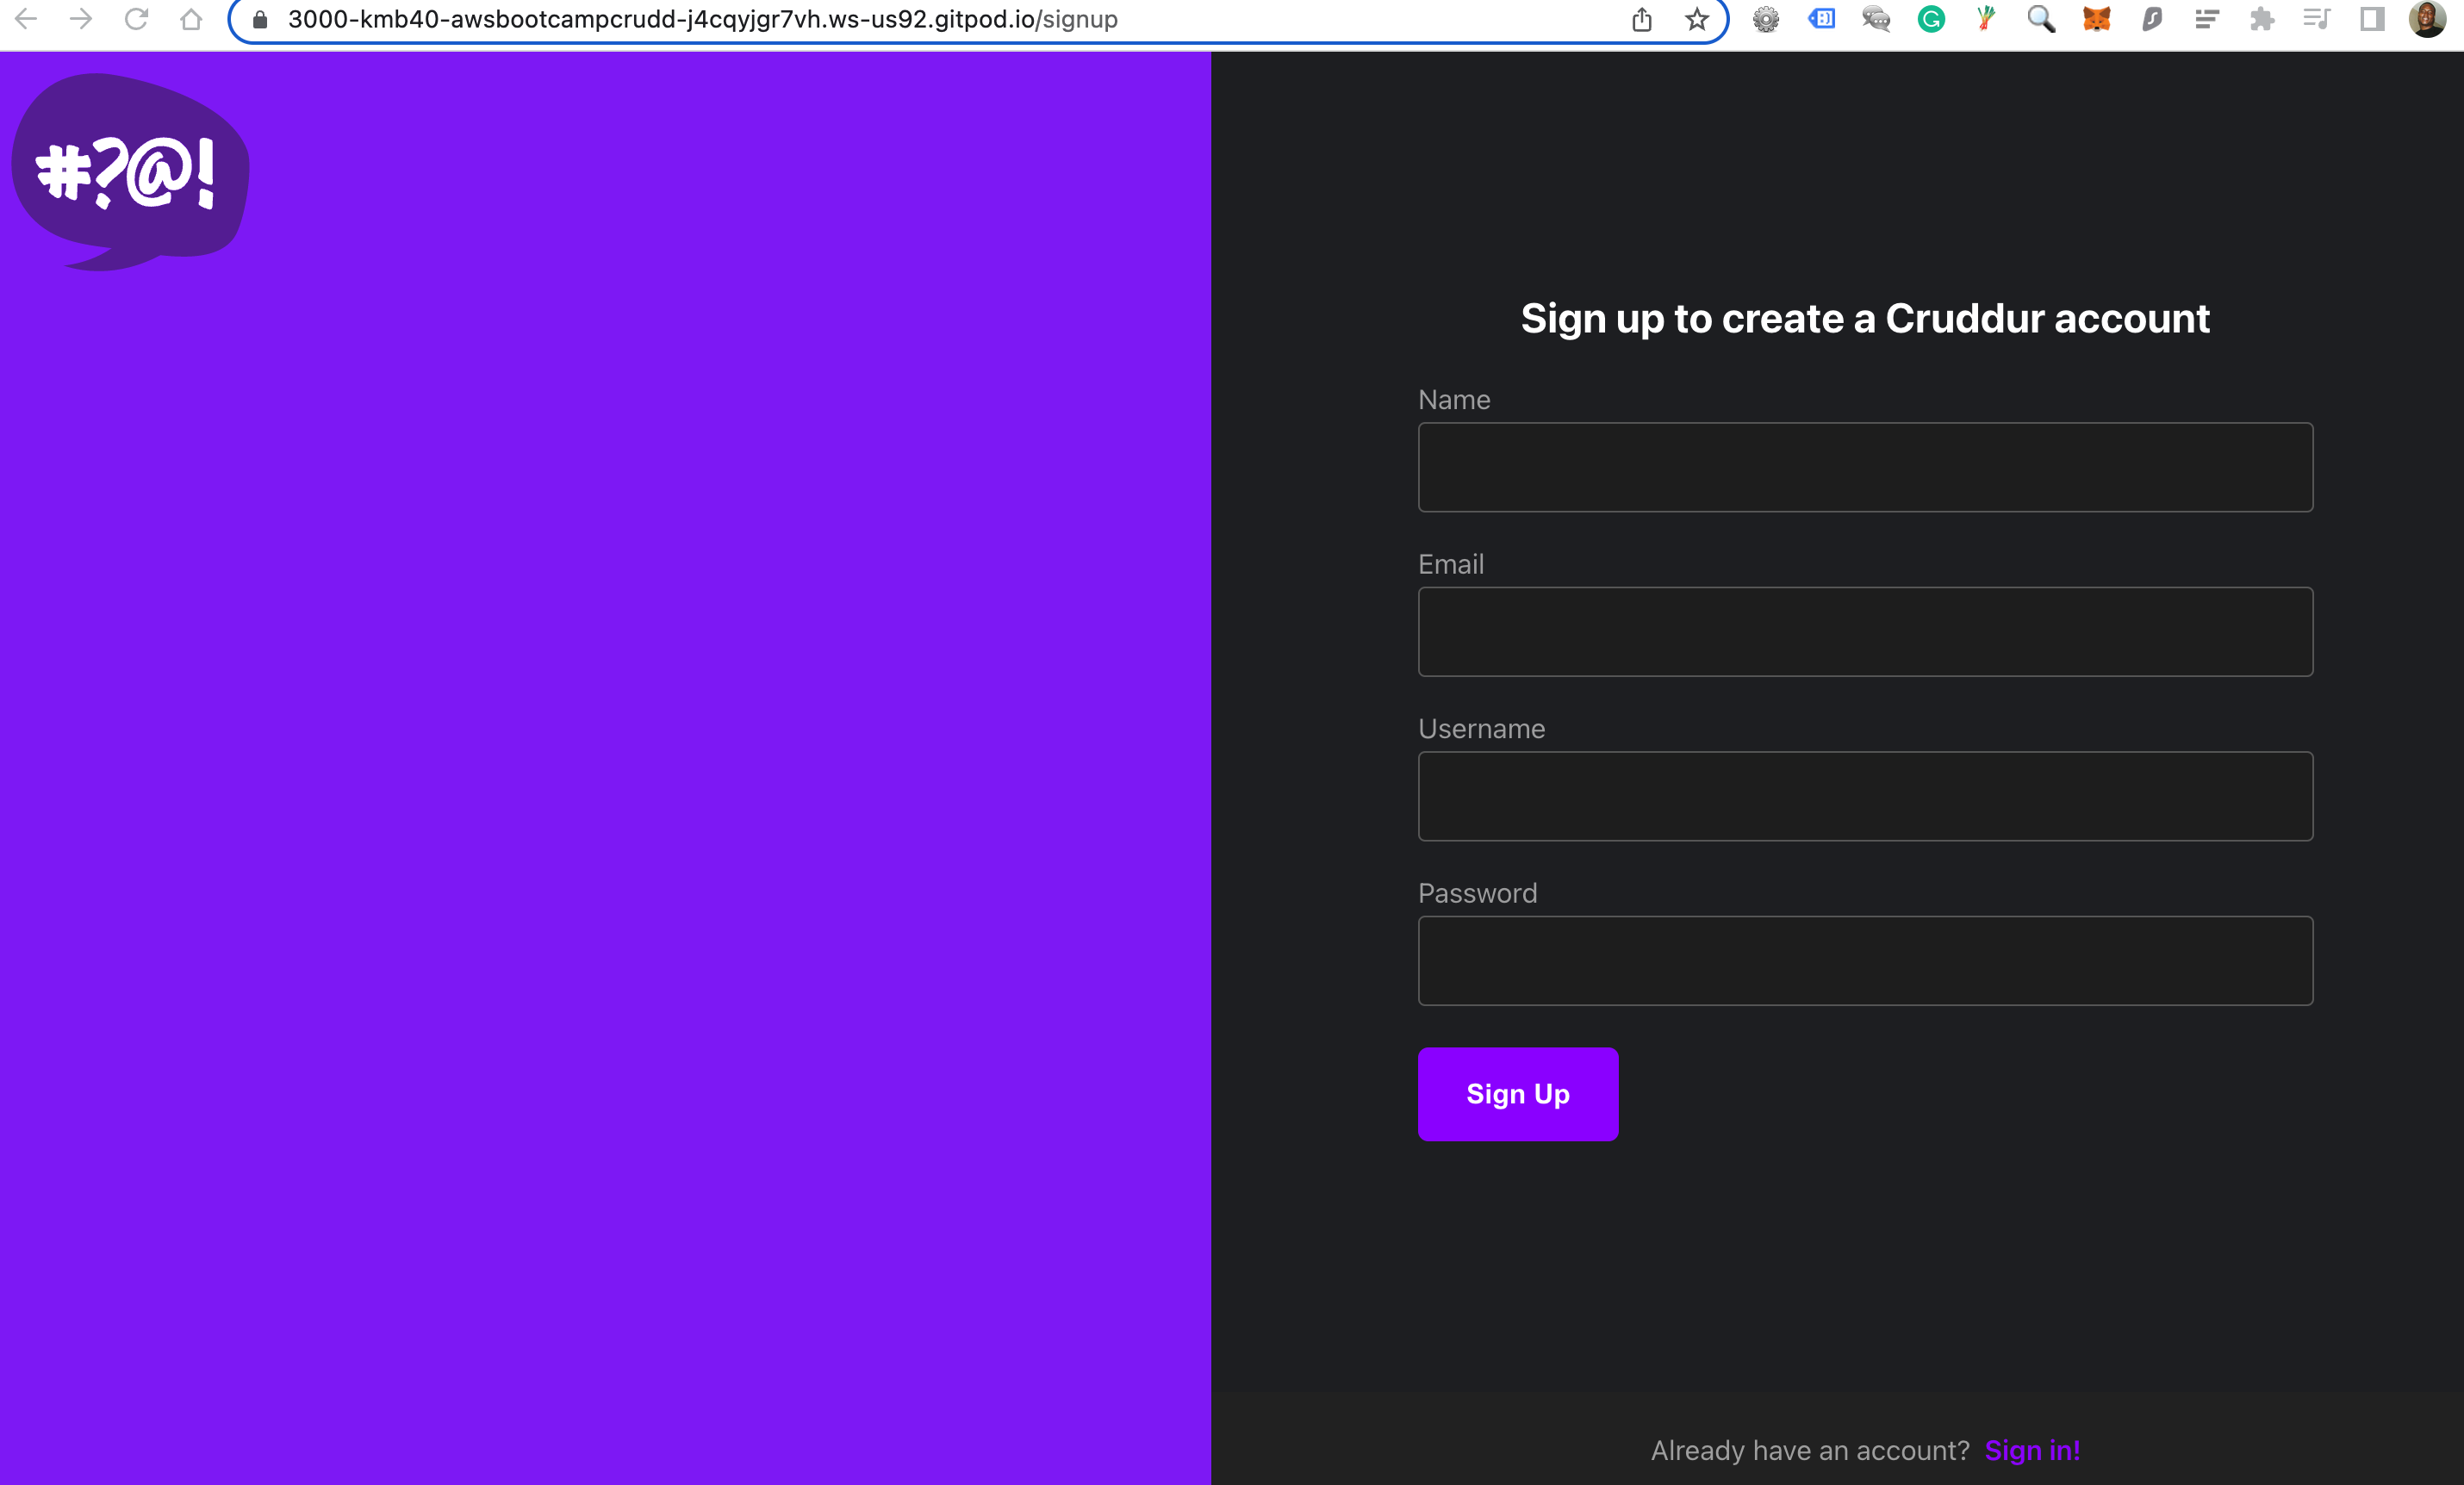 3000-kmb40-awsbootcampcrudd-j4cqyjgr7vh.ws-us92.gitpod.io/signup
#?@!
Sign up to create a Cruddur account
Name
Email
Username
Password
Sign Up
Already have an account? Sign in!